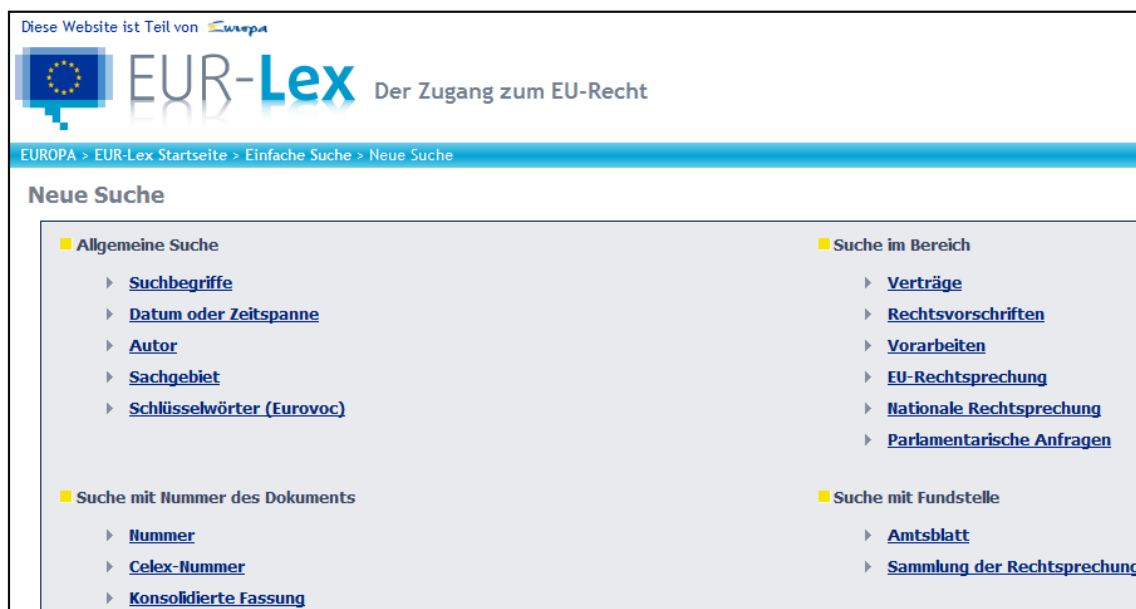 Diese Website ist Teil von Europa
EUR-Lex Der Zugang zum EU-Recht
EUROPA > EUR-Lex Startseite > Einfache Suche > Neue Suche
Neue Suche
Allgemeine Suche
Suchbegriffe
Datum oder Zeitspanne
Autor
Sachgebiet
Schlüsselwörter (Eurovoc)
Suche im Bereich
Verträge
Rechtsvorschriften
Vorarbeiten
EU-Rechtsprechung
Nationale Rechtsprechung
Parlamentarische Anfragen
Suche mit Nummer des Dokuments
Nummer
Celex-Nummer
Konsolidierte Fassung
Suche mit Fundstelle
Amtsblatt
Sammlung der Rechtsprechung